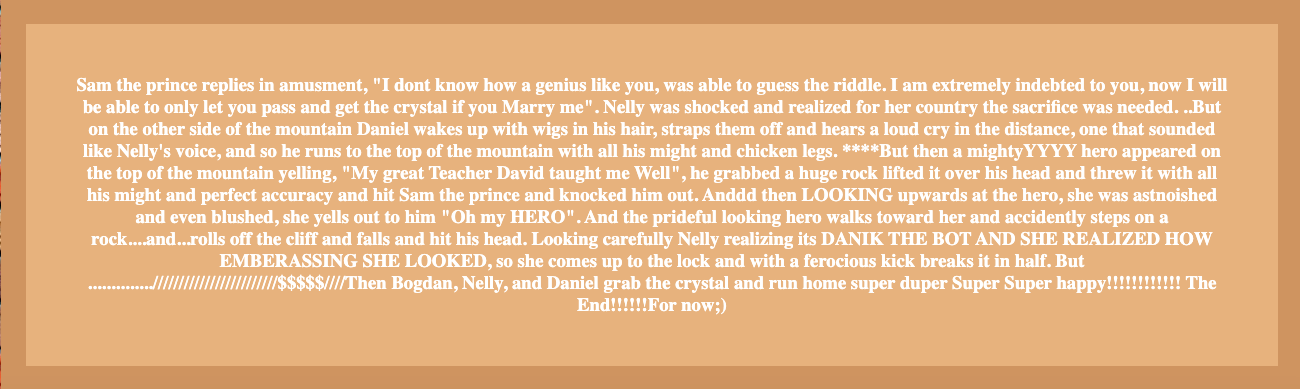 Sam the prince replies in amusment, "I dont know how a genius like you, was able to guess the riddle. I am extremely indebted to you, now I will
be able to only let you pass and get the crystal if you Marry me". Nelly was shocked and realized for her country the sacrifice was needed. ..But
on the other side of the mountain Daniel wakes up with wigs in his hair, straps them off and hears a loud cry in the distance, one that sounded
like Nelly's voice, and so he runs to the top of the mountain with all his might and chicken legs. ****But then a mightyYYYY hero appeared on
the top of the mountain yelling, "My great Teacher David taught me Well", he grabbed a huge rock lifted it over his head and threw it with all
his might and perfect accuracy and hit Sam the prince and knocked him out. Anddd then LOOKING upwards at the hero, she was astnoished
and even blushed, she yells out to him "Oh my HERO". And the prideful looking hero walks toward her and accidently steps on a
rock....and...rolls off the cliff and falls and hit his head. Looking carefully Nelly realizing its DANIK THE BOT AND SHE REALIZED HOW
EMBERASSING SHE LOOKED, so she comes up to the lock and with a ferocious kick breaks it in half. But
..............////////////////////////$$$$$////Then Bogdan, Nelly, and Daniel grab the crystal and run home super duper Super Super happy!!!!!!!!!!!! The
End!!!!!!For now;)